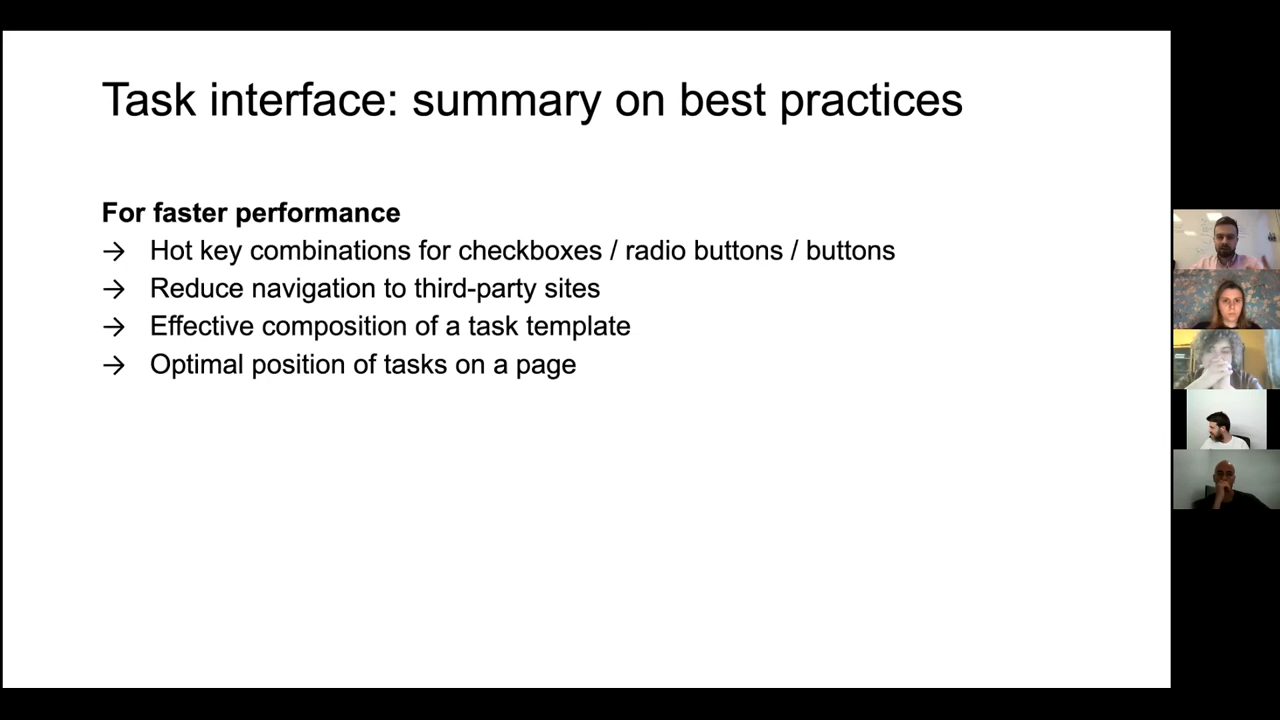 Task interface: summary on best practices
For faster performance
→ Hot key combinations for checkboxes / radio buttons / buttons
→ Reduce navigation to third-party sites
→ Effective composition of a task template
→ Optimal position of tasks on a page